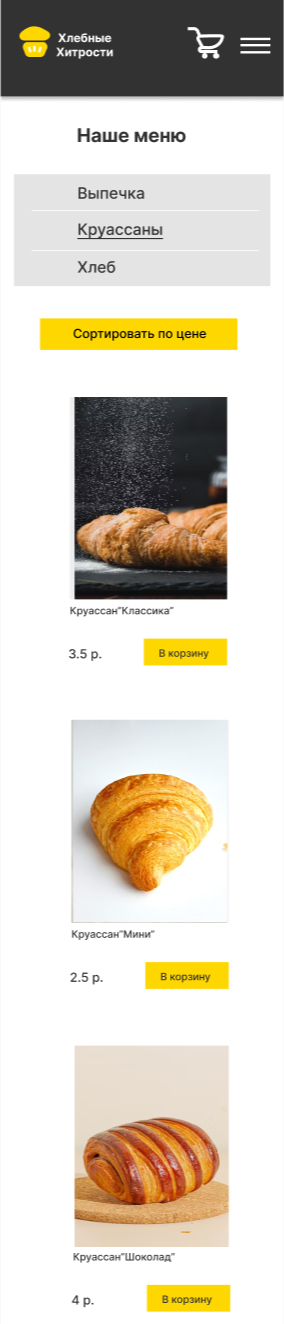 Хлебные
Хитрости
Наше меню
Выпечка
Круассаны
Хлеб
Сортировать по цене
Круассан"Классика"
3.5 р.
В корзину
Круассан"Мини"
2.5 р.
В корзину
Круассан"Шоколад"
4 р.
В корзину